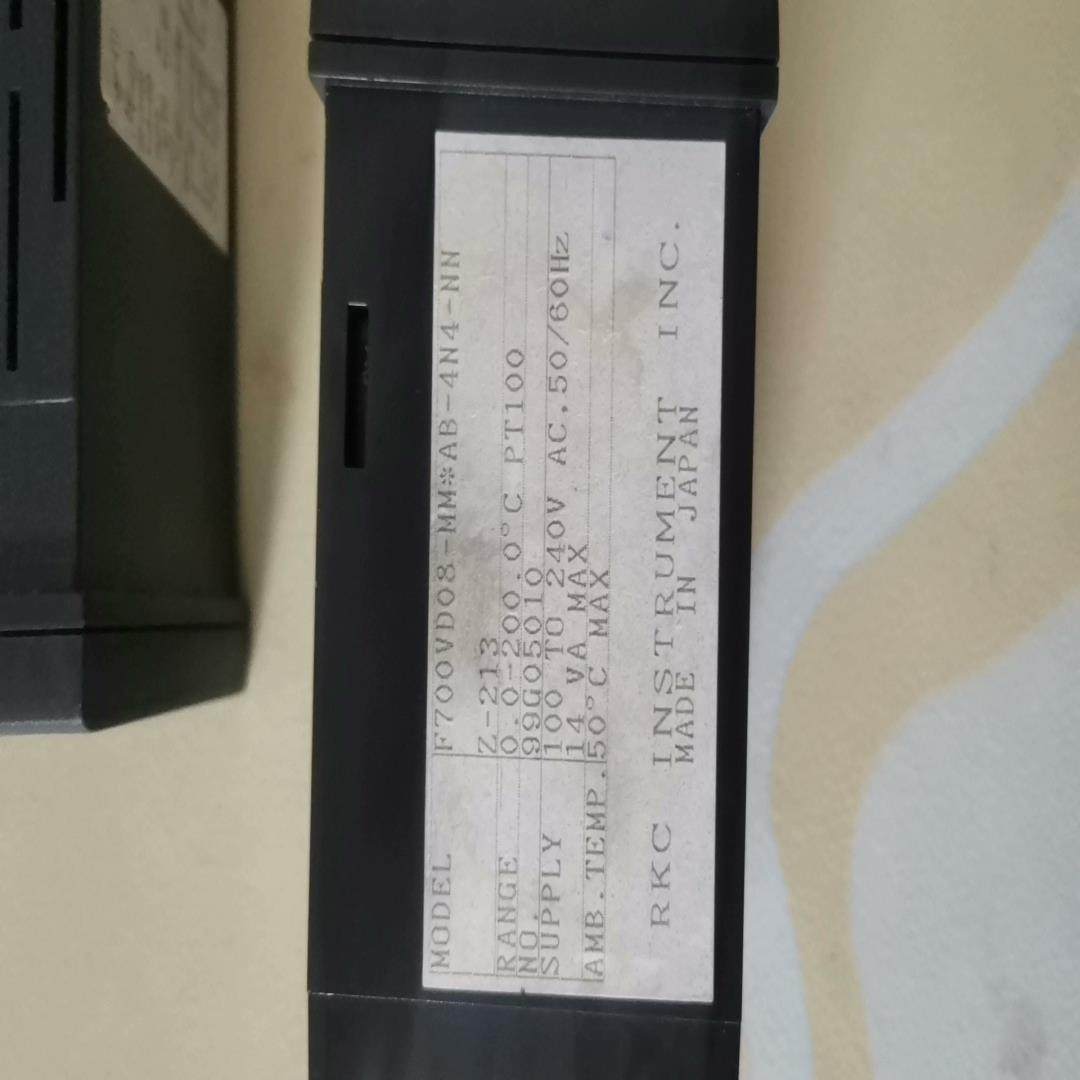 MODEL F700VD08-MM*AB-4N4-NN
Z-213
RANGE 0.0-200.0°C PT100
NO. 99G05010
SUPPLY 100 TO 240V AC.50/60Hz
14 VA MAX
AMB.TEMP. 50°C MAX
RKC INSTRUMENT INC.
MADE IN JAPAN